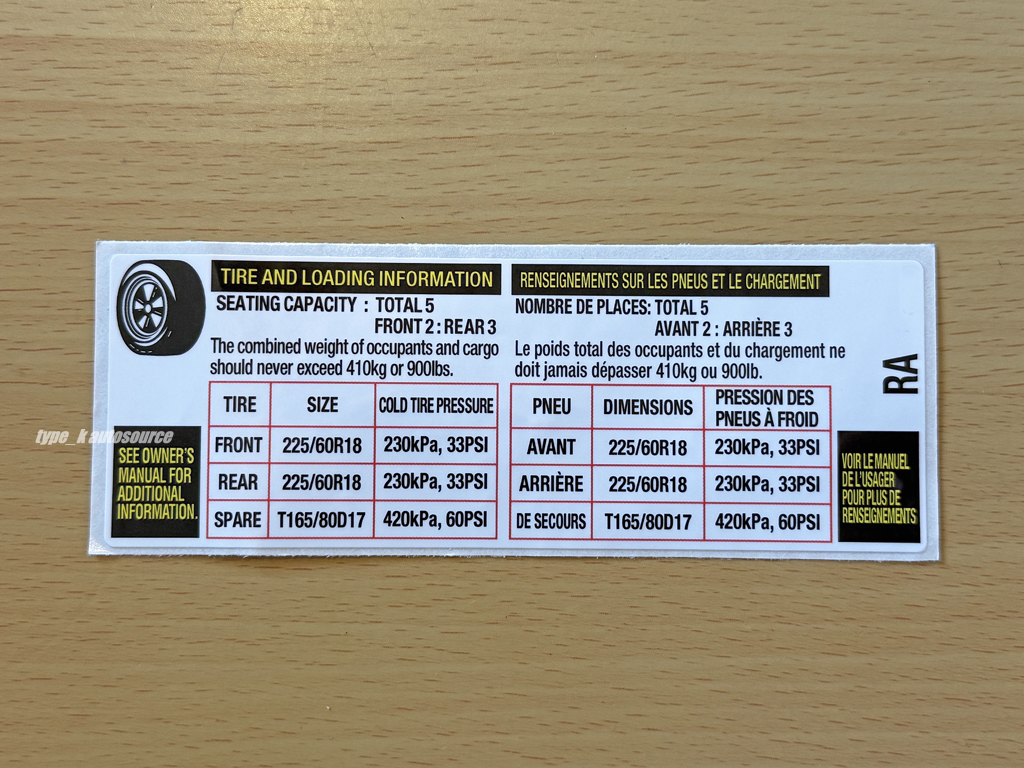 TIRE AND LOADING INFORMATION
SEATING CAPACITY : TOTAL 5
FRONT 2 : REAR 3
The combined weight of occupants and cargo
should never exceed 410kg or 900lbs.
TIRE SIZE COLD TIRE PRESSURE
FRONT 225/60R18 230kPa, 33PSI
REAR 225/60R18 230kPa, 33PSI
SPARE T165/80D17 420kPa, 60PSI
SEE OWNER'S
MANUAL FOR
ADDITIONAL
INFORMATION.
RENSEIGNEMENTS SUR LES PNEUS ET LE CHARGEMENT
NOMBRE DE PLACES: TOTAL 5
AVANT 2 : ARRIÈRE 3
Le poids total des occupants et du chargement ne
doit jamais dépasser 410kg ou 900lb.
PNEU DIMENSIONS PRESSION DES
PNEUS À FROID
AVANT 225/60R18 230kPa, 33PSI
ARRIÈRE 225/60R18 230kPa, 33PSI
DE SECOURS T165/80D17 420kPa, 60PSI
RA
VOIR LE MANUEL
DE L'USAGER
POUR PLUS DE
RENSEIGNEMENTS
type_k autosource